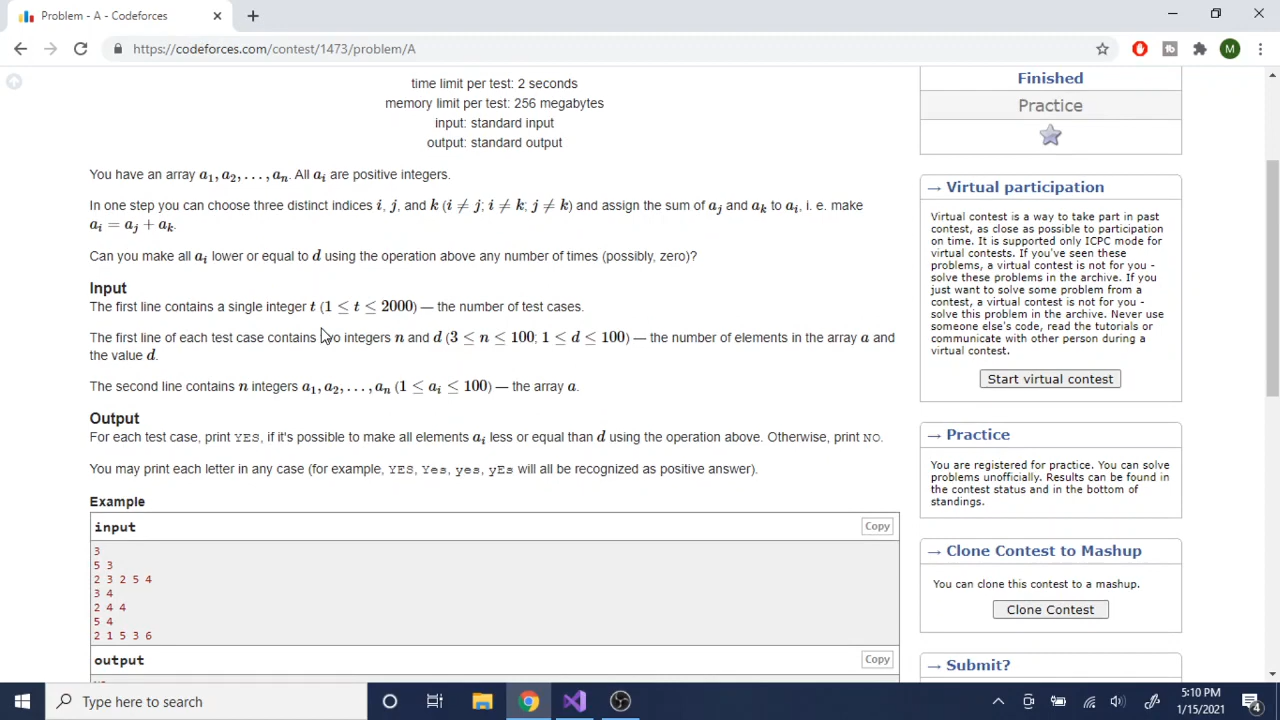 Problem - A - Codeforces
https://codeforces.com/contest/1473/problem/A
M
time limit per test: 2 seconds
memory limit per test: 256 megabytes
input: standard input
output: standard output
You have an array a1, a2, . . . , an. All ai are positive integers.
In one step you can choose three distinct indices i, j, and k (i ≠ j; i ≠ k; j ≠ k) and assign the sum of aj and ak to ai, i. e. make
ai = aj + ak.
Can you make all ai lower or equal to d using the operation above any number of times (possibly, zero)?
Input
The first line contains a single integer t (1 ≤ t ≤ 2000) — the number of test cases.
The first line of each test case contains two integers n and d (3 ≤ n ≤ 100; 1 ≤ d ≤ 100) — the number of elements in the array a and
the value d.
The second line contains n integers a1, a2, . . . , an (1 ≤ ai ≤ 100) — the array a.
Output
For each test case, print YES, if it's possible to make all elements ai less or equal than d using the operation above. Otherwise, print NO.
You may print each letter in any case (for example, YES, Yes, yes, yEs will all be recognized as positive answer).
Example
input
Copy
3
5 3
2 3 2 5 4
3 4
2 4 4
5 4
2 1 5 3 6
output
Copy
Finished
Practice
→ Virtual participation
Virtual contest is a way to take part in past
contest, as close as possible to participation
on time. It is supported only ICPC mode for
virtual contests. If you've seen these
problems, a virtual contest is not for you -
solve these problems in the archive. If you
just want to solve some problem from a
contest, a virtual contest is not for you -
solve this problem in the archive. Never use
someone else's code, read the tutorials or
communicate with other person during a
virtual contest.
Start virtual contest
→ Practice
You are registered for practice. You can solve
problems unofficially. Results can be found in
the contest status and in the bottom of
standings.
→ Clone Contest to Mashup
You can clone this contest to a mashup.
Clone Contest
→ Submit?
Type here to search
5:10 PM
1/15/2021
4